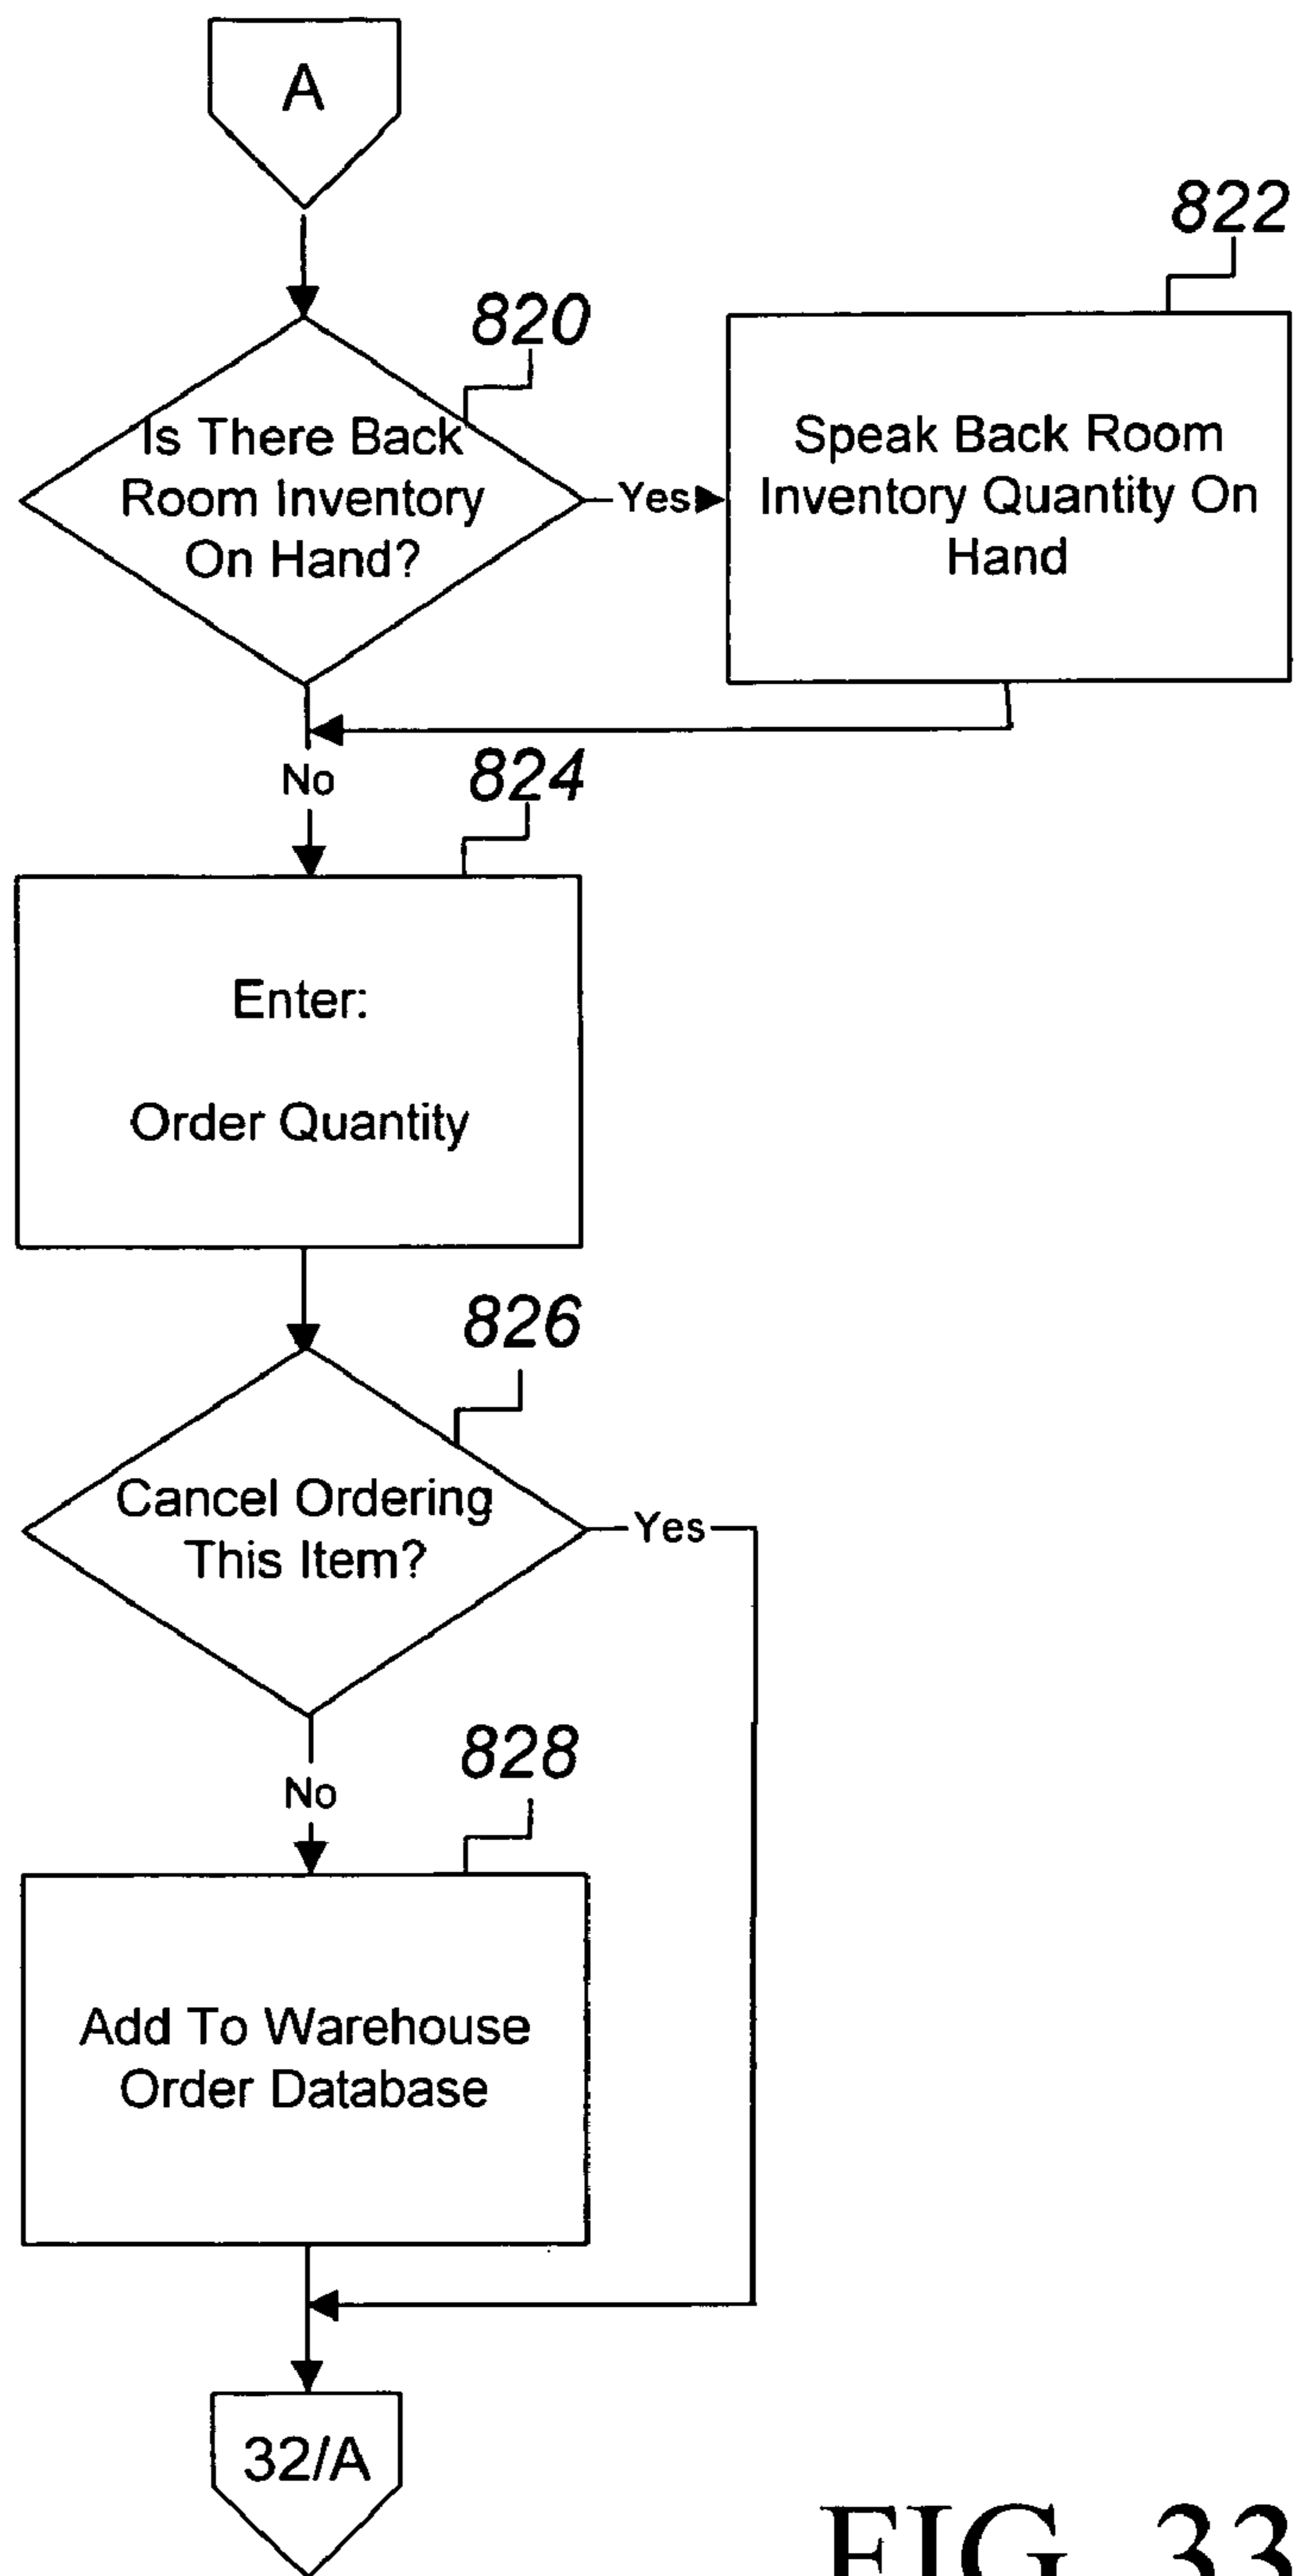 A
820
822
Is There Back
Room Inventory
On Hand?
Yes
Speak Back Room
Inventory Quantity On
Hand
No
824
Enter:
Order Quantity
826
Cancel Ordering
This Item?
Yes
No
828
Add To Warehouse
Order Database
32/A
FIG. 33